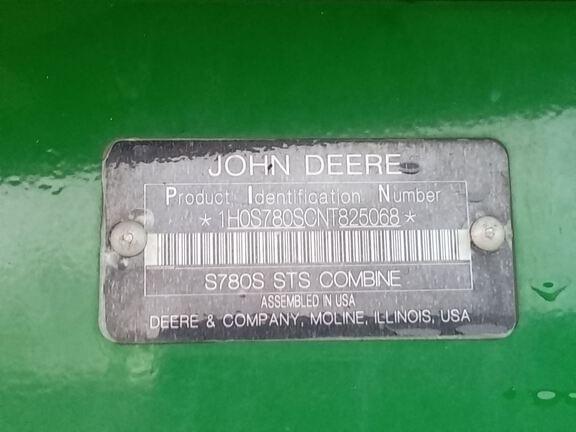 JOHN DEERE
Product Identification Number
*1H0S780SCNT825068*
S780S STS COMBINE
ASSEMBLED IN USA
DEERE & COMPANY, MOLINE, ILLINOIS, USA